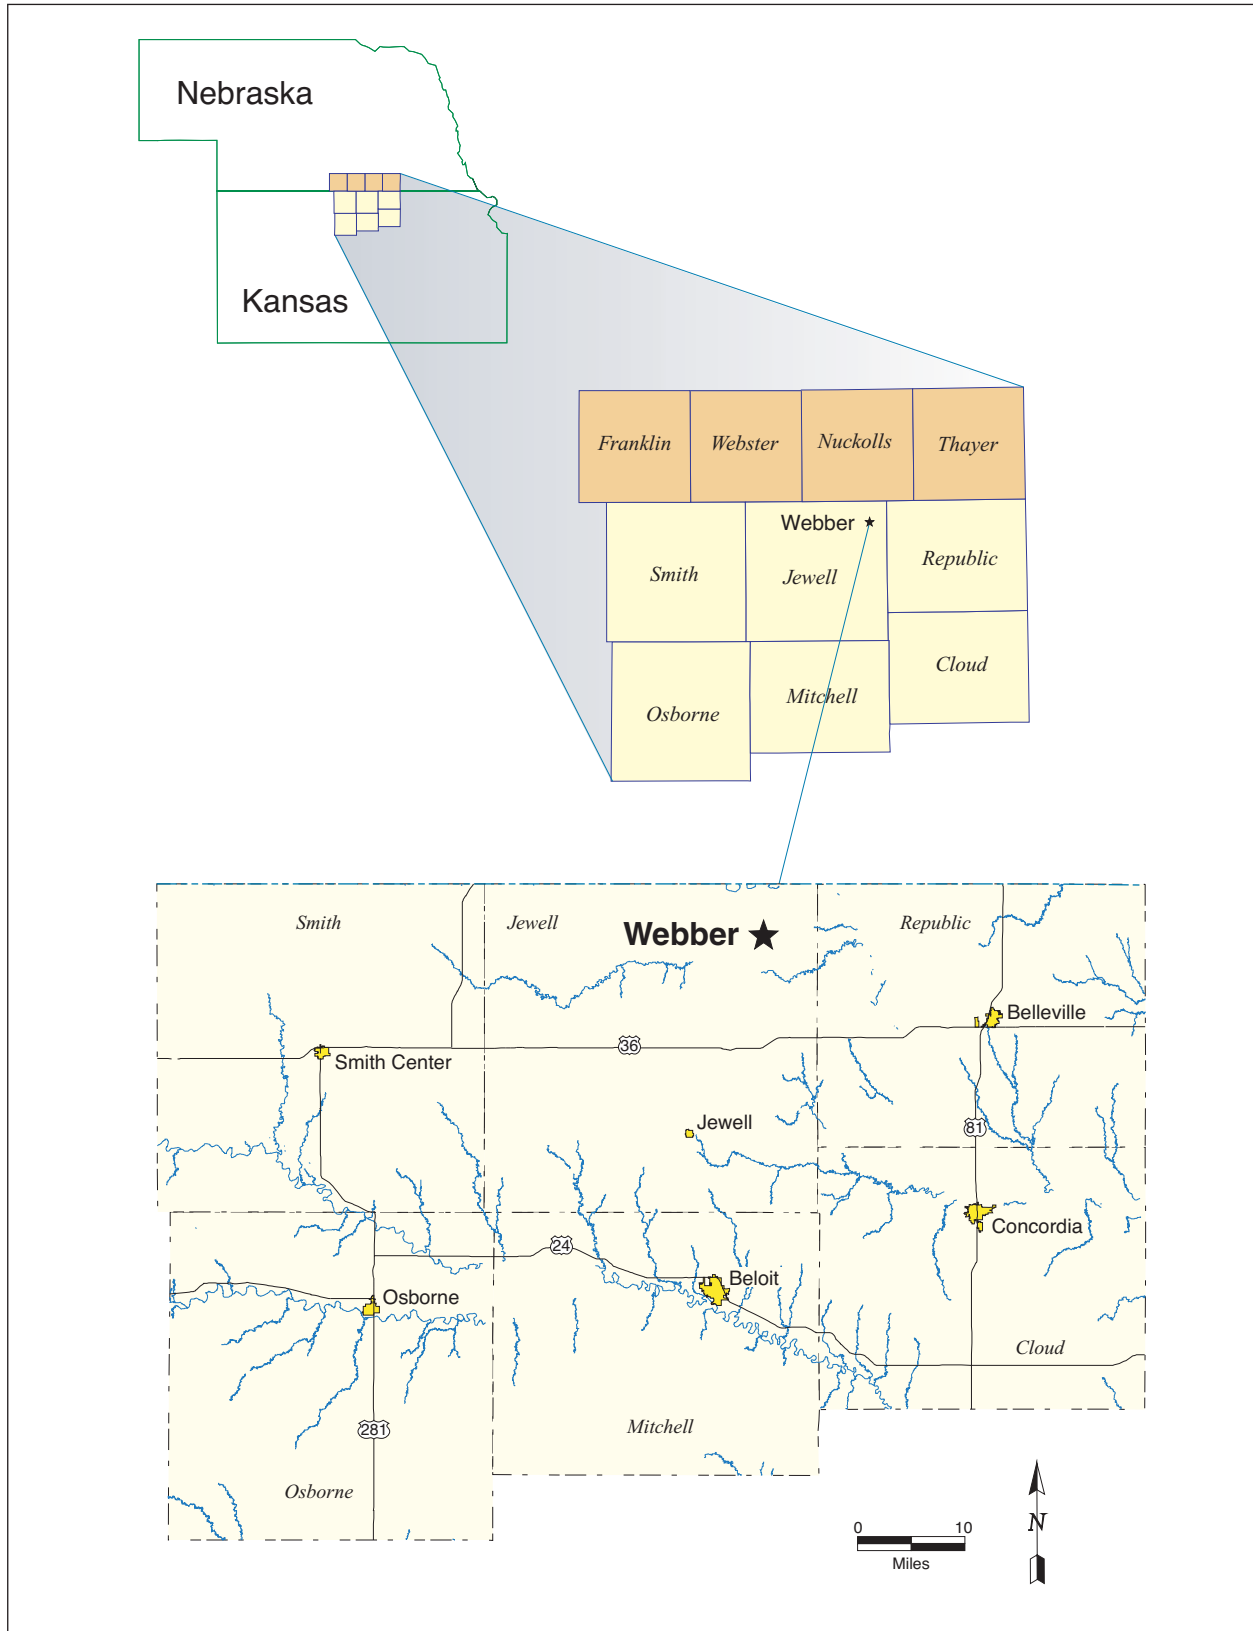 Nebraska
Kansas
Franklin
Webster
Nuckolls
Thayer
Webber
Smith
Jewell
Republic
Osborne
Mitchell
Cloud
Smith
Jewell
Webber
Republic
Belleville
36
Smith Center
Jewell
81
Concordia
24
Beloit
Osborne
Cloud
281
Mitchell
Osborne
0 10
Miles
N